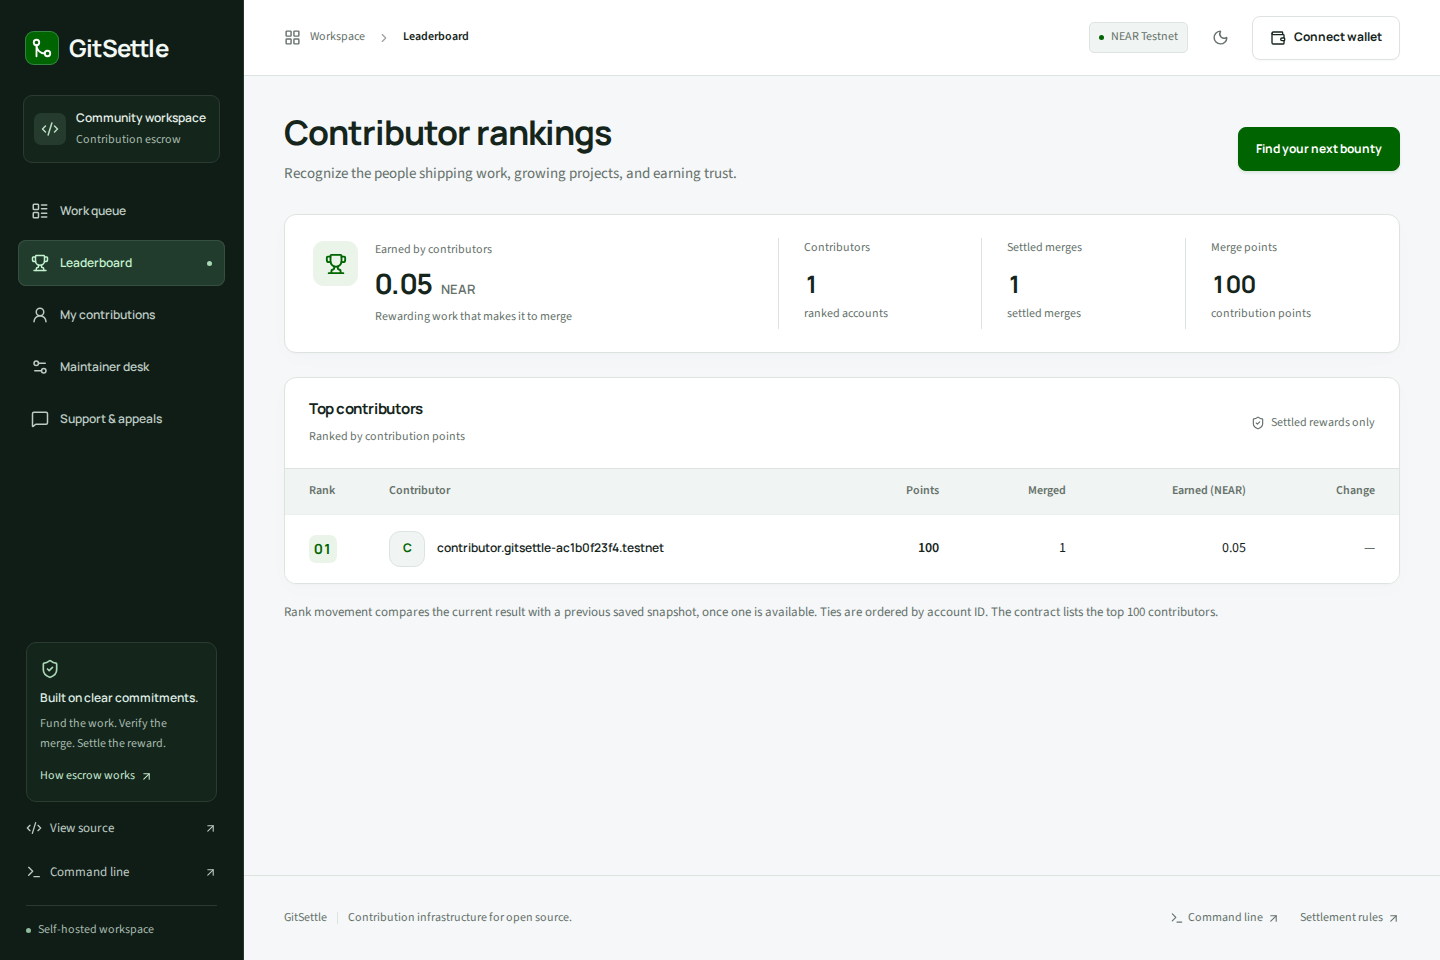 GitSettle
Community workspace
Contribution escrow
Work queue
Leaderboard
My contributions
Maintainer desk
Support & appeals
Built on clear commitments.
Fund the work. Verify the
merge. Settle the reward.
How escrow works
View source
Command line
Self-hosted workspace
Workspace
Leaderboard
NEAR Testnet
Connect wallet
Contributor rankings
Recognize the people shipping work, growing projects, and earning trust.
Find your next bounty
Earned by contributors
0.05 NEAR
Rewarding work that makes it to merge
Contributors
1
ranked accounts
Settled merges
1
settled merges
Merge points
100
contribution points
Top contributors
Ranked by contribution points
Settled rewards only
Rank Contributor Points Merged Earned (NEAR) Change
01 C contributor.gitsettle-ac1b0f23f4.testnet 100 1 0.05 —
Rank movement compares the current result with a previous saved snapshot, once one is available. Ties are ordered by account ID. The contract lists the top 100 contributors.
GitSettle
Contribution infrastructure for open source.
Command line
Settlement rules